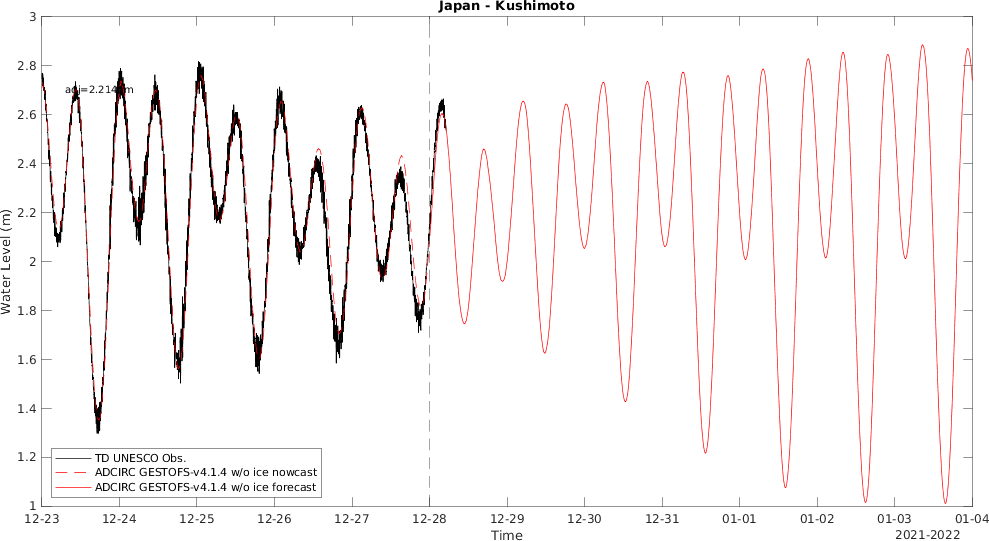 Japan - Kushimoto
3
2.8
2.6
2.4
2.2
2
1.8
1.6
1.4
1.2
1
Water Level (m)
TD UNESCO Obs.
ADCIRC GESTOFS-v4.1.4 w/o ice nowcast
ADCIRC GESTOFS-v4.1.4 w/o ice forecast
12-23 12-24 12-25 12-26 12-27 12-28 12-29 12-30 12-31 01-01 01-02 01-03 01-04
Time
2021-2022